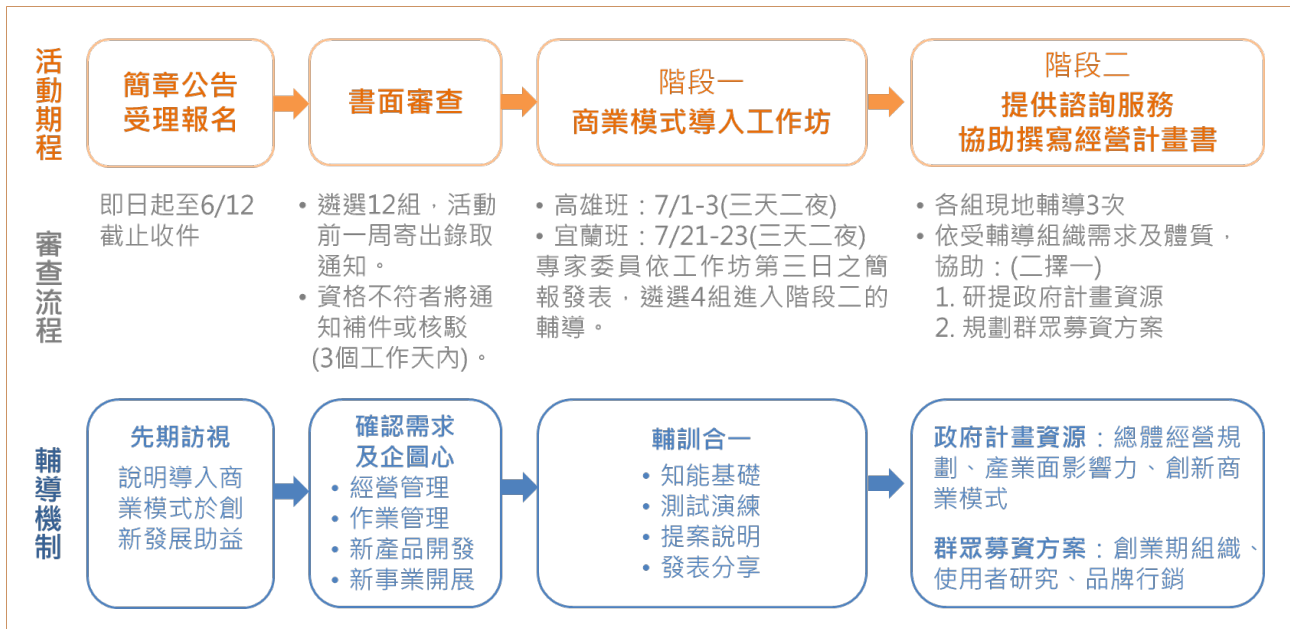 活動期程
簡章公告
受理報名
書面審查
階段一
商業模式導入工作坊
階段二
提供諮詢服務
協助撰寫經營計畫書
審查流程
即日起至6/12
截止收件
• 遴選12組，活動
前一周寄出錄取
通知。
• 資格不符者將通
知補件或核駁
(3個工作天內)。
• 高雄班：7/1-3(三天二夜)
• 宜蘭班：7/21-23(三天二夜)
專家委員依工作坊第三日之簡
報發表，遴選4組進入階段二的
輔導。
• 各組現地輔導3次
• 依受輔導組織需求及體質，
協助：(二擇一)
1. 研提政府計畫資源
2. 規劃群眾募資方案
輔導機制
先期訪視
說明導入商
業模式於創
新發展助益
確認需求
及企圖心
• 經營管理
• 作業管理
• 新產品開發
• 新事業開展
輔訓合一
• 知能基礎
• 測試演練
• 提案說明
• 發表分享
政府計畫資源：總體經營規
劃、產業面影響力、創新商
業模式
群眾募資方案：創業期組織、
使用者研究、品牌行銷